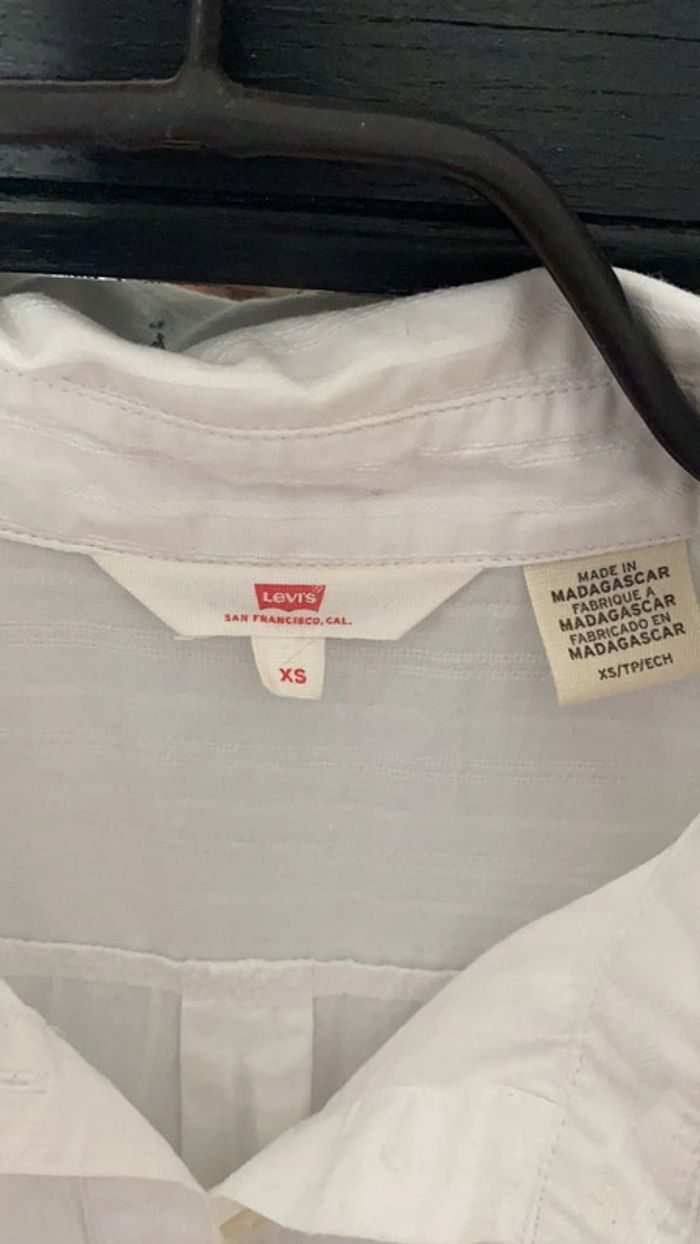 LEVI'S
SAN FRANCISCO, CAL.
XS
MADE IN
MADAGASCAR
FABRIQUE A
MADAGASCAR
FABRICADO EN
MADAGASCAR
XS/TP/ECH